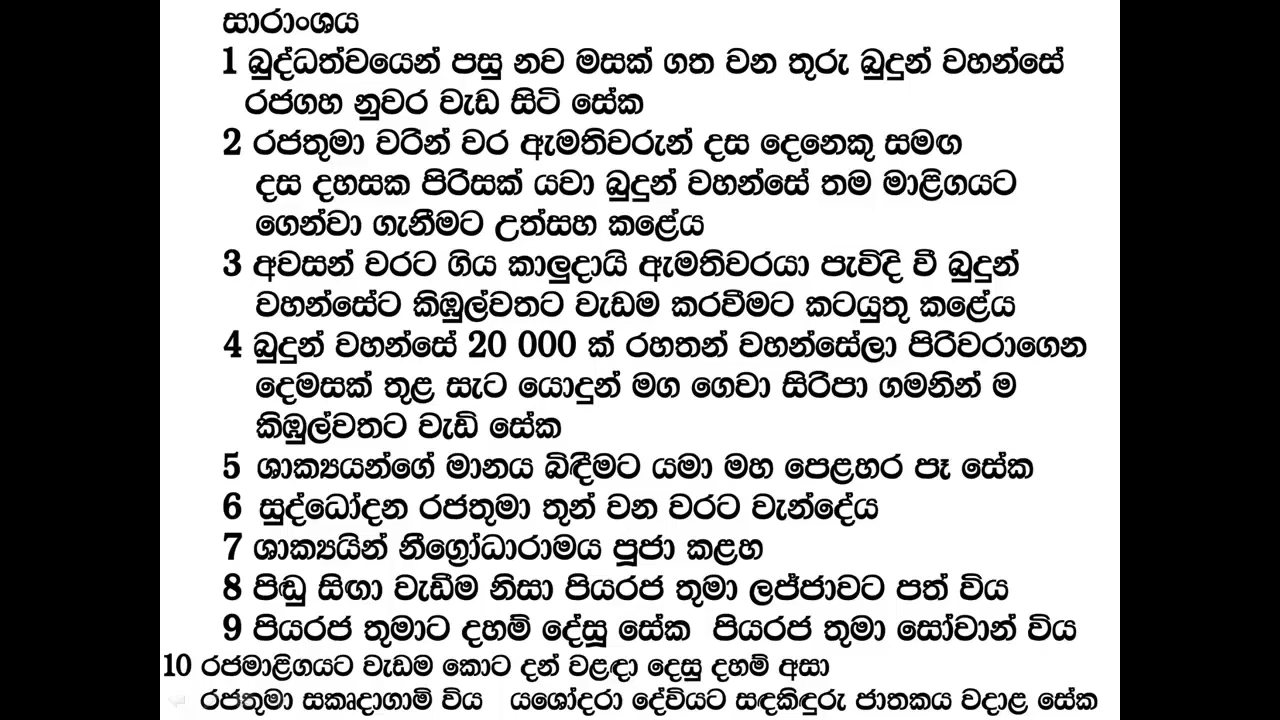 සාරාංශය
1 බුද්ධත්වයෙන් පසු නව මසක් ගත වන තුරු බුදුන් වහන්සේ
රජගහ නුවර වැඩ සිටි සේක
2 රජතුමා වරින් වර ඇමතිවරුන් දස දෙනෙකු සමඟ
දස දහසක පිරිසක් යවා බුදුන් වහන්සේ තම මාළිගයට
ගෙන්වා ගැනීමට උත්සහ කළේය
3 අවසන් වරට ගිය කාලුදායි ඇමතිවරයා පැවිදි වී බුදුන්
වහන්සේට කිඹුල්වතට වැඩම කරවීමට කටයුතු කළේය
4 බුදුන් වහන්සේ 20 000 ක් රහතන් වහන්සේලා පිරිවරාගෙන
දෙමසක් තුළ සැට යොදුන් මග ගෙවා සිරිපා ගමනින් ම
කිඹුල්වතට වැඩි සේක
5 ශාක්‍යයන්ගේ මානය බිඳීමට යමා මහ පෙළහර පෑ සේක
6 සුද්ධෝදන රජතුමා තුන් වන වරට වැන්දේය
7 ශාක්‍යයින් නීග්‍රෝධාරාමය පූජා කළහ
8 පිඬු සිඟා වැඩීම නිසා පියරජ තුමා ලජ්ජාවට පත් විය
9 පියරජ තුමාට දහම් දේසූ සේක පියරජ තුමා සෝවාන් විය
10 රජමාළිගයට වැඩම කොට දන් වළඳා දෙසු දහම් අසා
රජතුමා සකෘදාගාමි විය යශෝදරා දේවියට සඳකිඳුරු ජාතකය වදාළ සේක